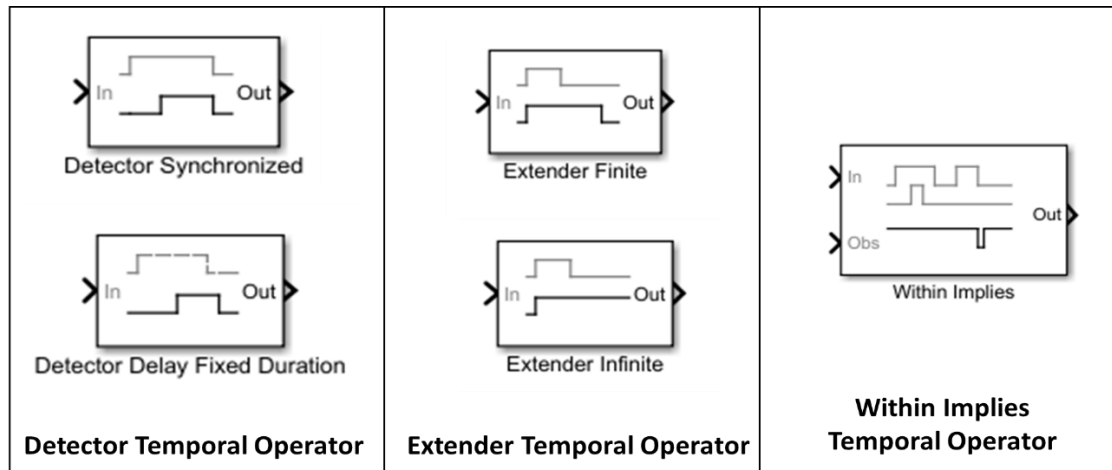 In
Out
Detector Synchronized
In
Out
Detector Delay Fixed Duration
Detector Temporal Operator
In
Out
Extender Finite
In
Out
Extender Infinite
Extender Temporal Operator
In
Obs
Out
Within Implies
Within Implies
Temporal Operator